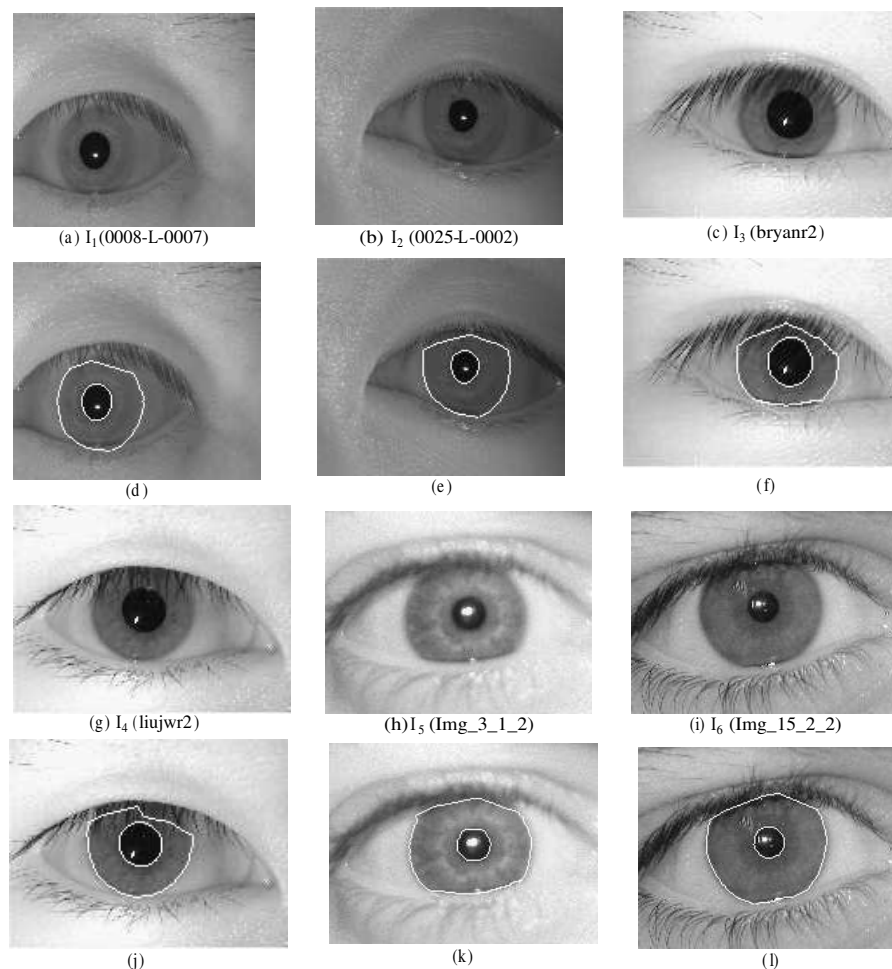 (a) I₁(0008-L-0007)
(b) I₂ (0025-L-0002)
(c) I₃ (bryanr2)
(d)
(e)
(f)
(g) I₄ (liujwr2)
(h)I₅ (Img_3_1_2)
(i) I₆ (Img_15_2_2)
(j)
(k)
(l)